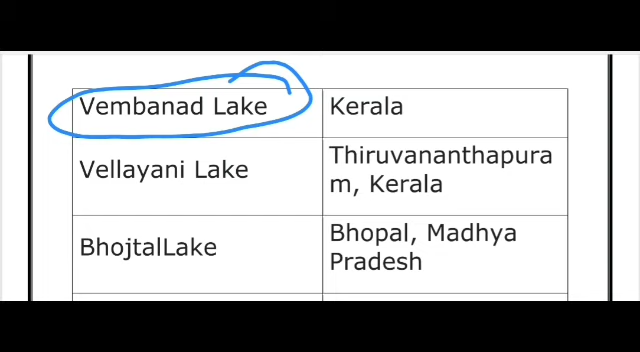 Vembanad Lake Kerala
Vellayani Lake Thiruvananthapura
m, Kerala
BhojtalLake Bhopal, Madhya
Pradesh